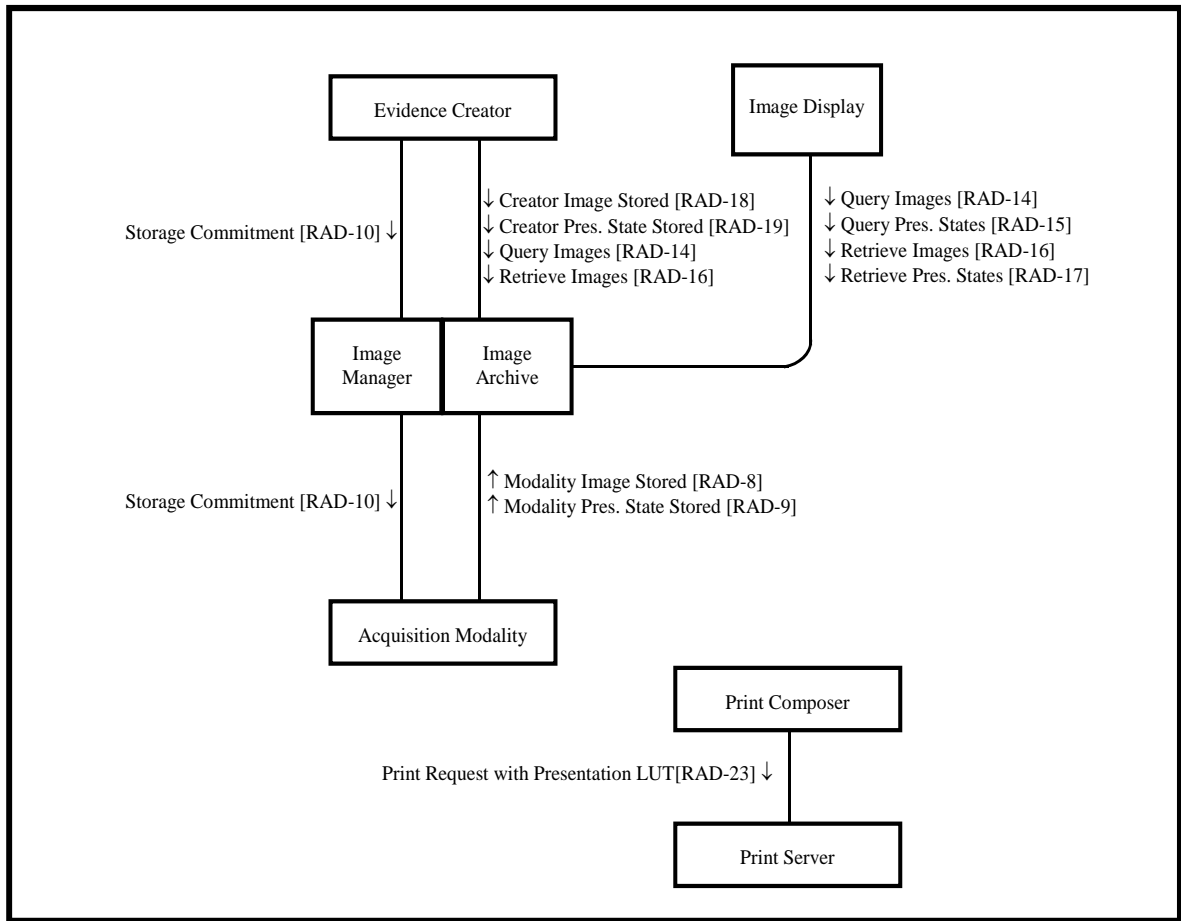 Evidence Creator
Image Display
Storage Commitment [RAD-10] ↓
↓ Creator Image Stored [RAD-18]
↓ Creator Pres. State Stored [RAD-19]
↓ Query Images [RAD-14]
↓ Retrieve Images [RAD-16]
↓ Query Images [RAD-14]
↓ Query Pres. States [RAD-15]
↓ Retrieve Images [RAD-16]
↓ Retrieve Pres. States [RAD-17]
Image
Manager
Image
Archive
Storage Commitment [RAD-10] ↓
↑ Modality Image Stored [RAD-8]
↑ Modality Pres. State Stored [RAD-9]
Acquisition Modality
Print Composer
Print Request with Presentation LUT[RAD-23] ↓
Print Server